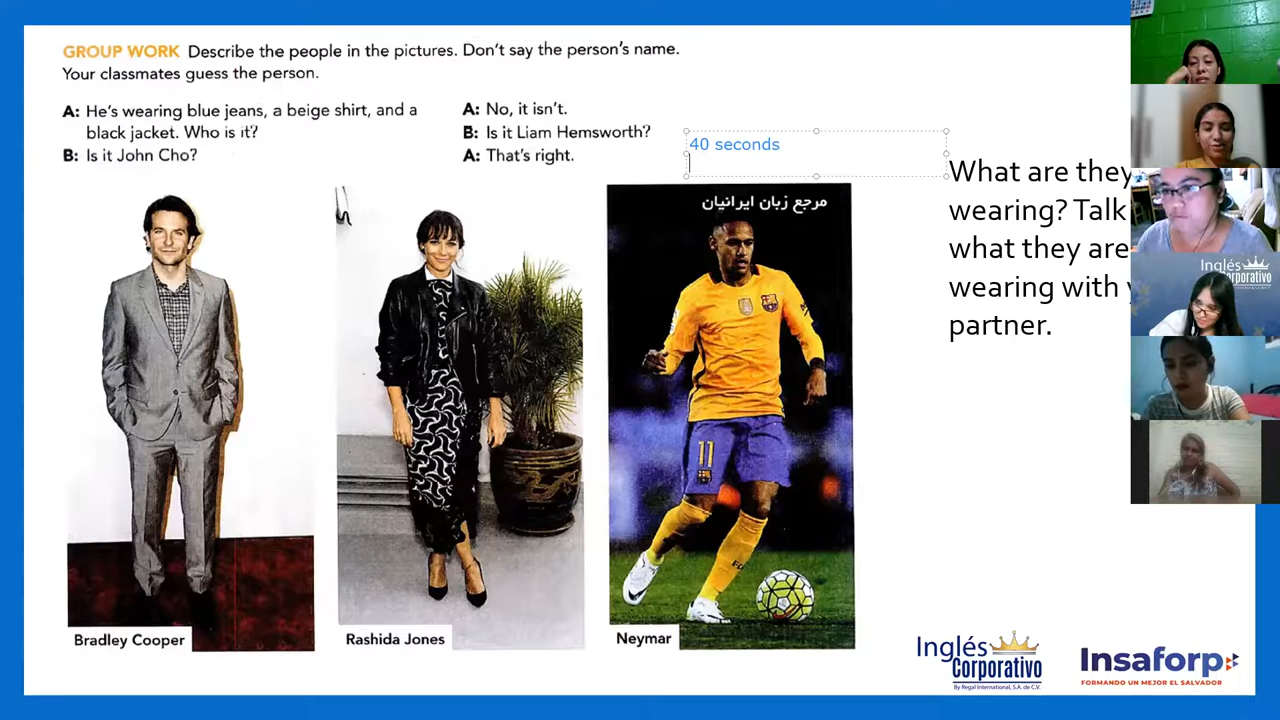 GROUP WORK Describe the people in the pictures. Don't say the person's name.
Your classmates guess the person.
A: He's wearing blue jeans, a beige shirt, and a
black jacket. Who is it?
B: Is it John Cho?
A: No, it isn't.
B: Is it Liam Hemsworth?
A: That's right.
40 seconds
What are they
wearing? Talk
what they are
wearing with
partner.
مرجع زبان ایرانیان
11
Bradley Cooper
Rashida Jones
Neymar
Inglés
Corporativo
Inglés
Corporativo
By Regal International, S.A. de C.V.
Insaforp
FORMANDO UN MEJOR EL SALVADOR